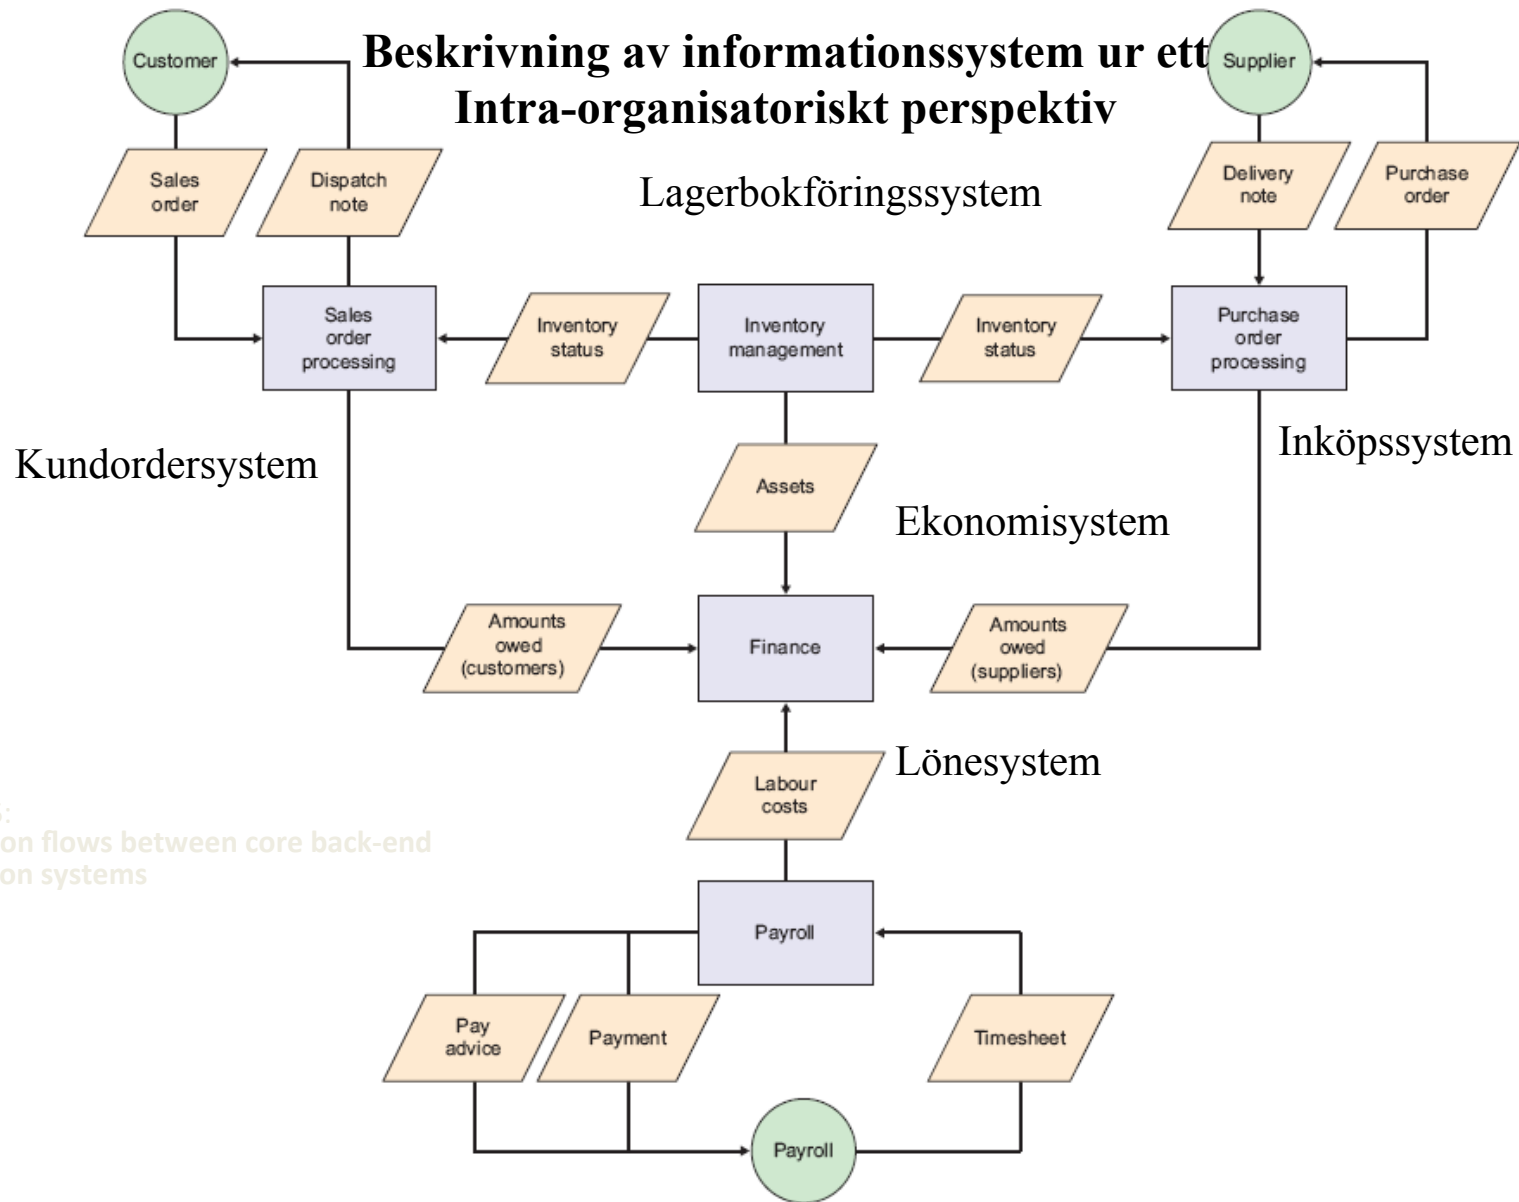 Beskrivning av informationssystem ur ett
Intra-organisatoriskt perspektiv
Customer
Supplier
Sales
order
Dispatch
note
Lagerbokföringssystem
Delivery
note
Purchase
order
Sales
order
processing
Inventory
status
Inventory
management
Inventory
status
Purchase
order
processing
Kundordersystem
Inköpssystem
Assets
Ekonomisystem
Amounts
owed
(customers)
Finance
Amounts
owed
(suppliers)
Lönesystem
Labour
costs
on flows between core back-end
on systems
Payroll
Pay
advice
Payment
Timesheet
Payroll